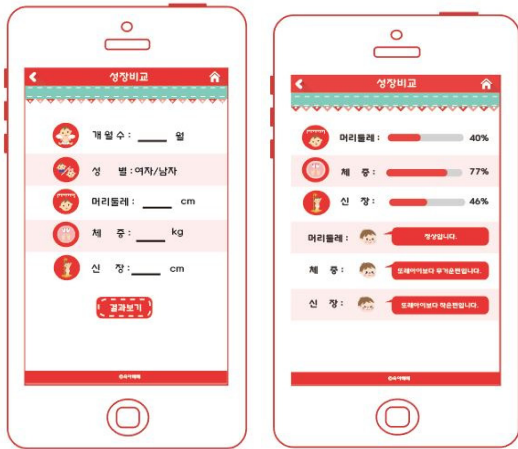 성장비교
개월수 : ____ 월
성 별 : 여자/남자
머리둘레 : ____ cm
체 중 : ____ kg
신 장 : ____ cm
결과보기
성장비교
머리둘레 : 40%
체 중 : 77%
신 장 : 46%
머리둘레 : 정상입니다.
체 중 : 또래아이보다 무거운편입니다.
신 장 : 또래아이보다 작은편입니다.